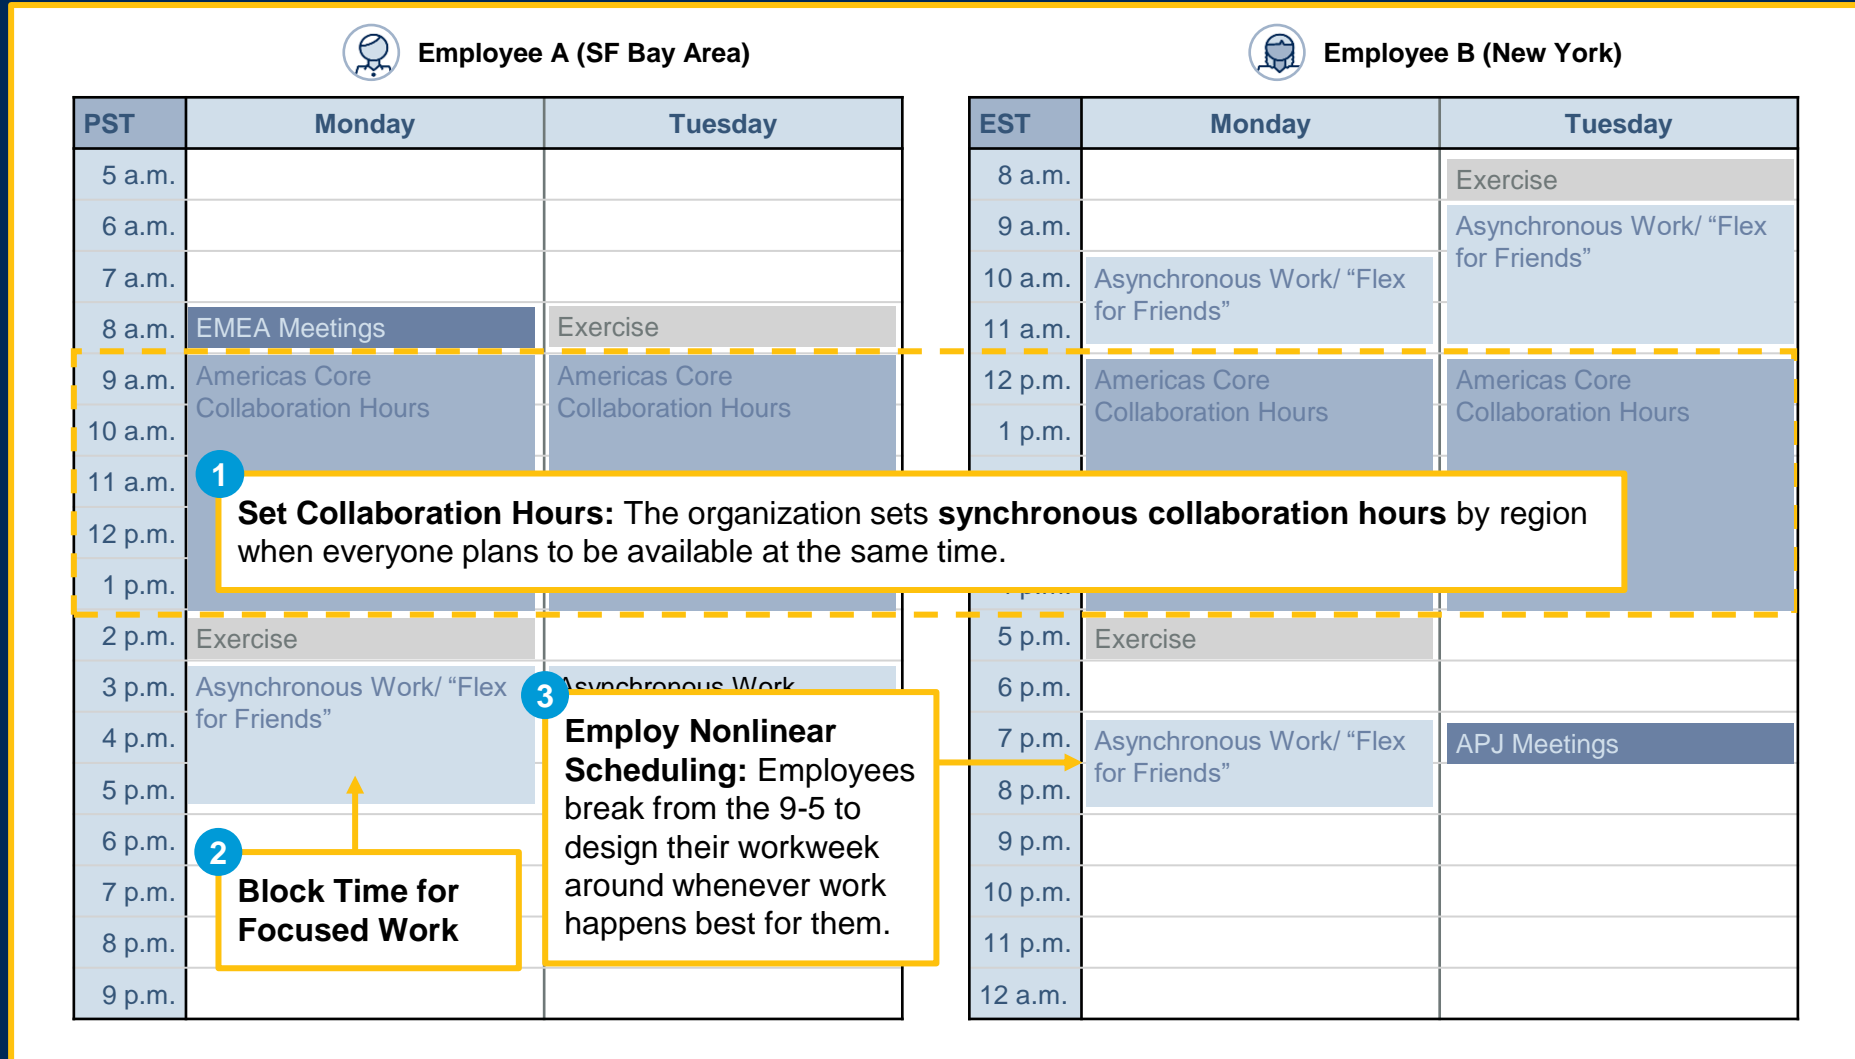 Employee A (SF Bay Area)
PST
Monday
Tuesday
5 a.m.
6 a.m.
7 a.m.
8 a.m.
EMEA Meetings
Exercise
9 a.m.
Americas Core
Collaboration Hours
Americas Core
Collaboration Hours
10 a.m.
11 a.m.
12 p.m.
1 p.m.
2 p.m.
Exercise
3 p.m.
Asynchronous Work/ “Flex
for Friends”
Asynchronous Work
4 p.m.
5 p.m.
6 p.m.
7 p.m.
8 p.m.
9 p.m.
Employee B (New York)
EST
Monday
Tuesday
8 a.m.
Exercise
9 a.m.
Asynchronous Work/ “Flex
for Friends”
10 a.m.
Asynchronous Work/ “Flex
for Friends”
11 a.m.
12 p.m.
Americas Core
Collaboration Hours
Americas Core
Collaboration Hours
1 p.m.
5 p.m.
Exercise
6 p.m.
7 p.m.
Asynchronous Work/ “Flex
for Friends”
APJ Meetings
8 p.m.
9 p.m.
10 p.m.
11 p.m.
12 a.m.
1
Set Collaboration Hours: The organization sets synchronous collaboration hours by region
when everyone plans to be available at the same time.
2
Block Time for
Focused Work
3
Employ Nonlinear
Scheduling: Employees
break from the 9-5 to
design their workweek
around whenever work
happens best for them.